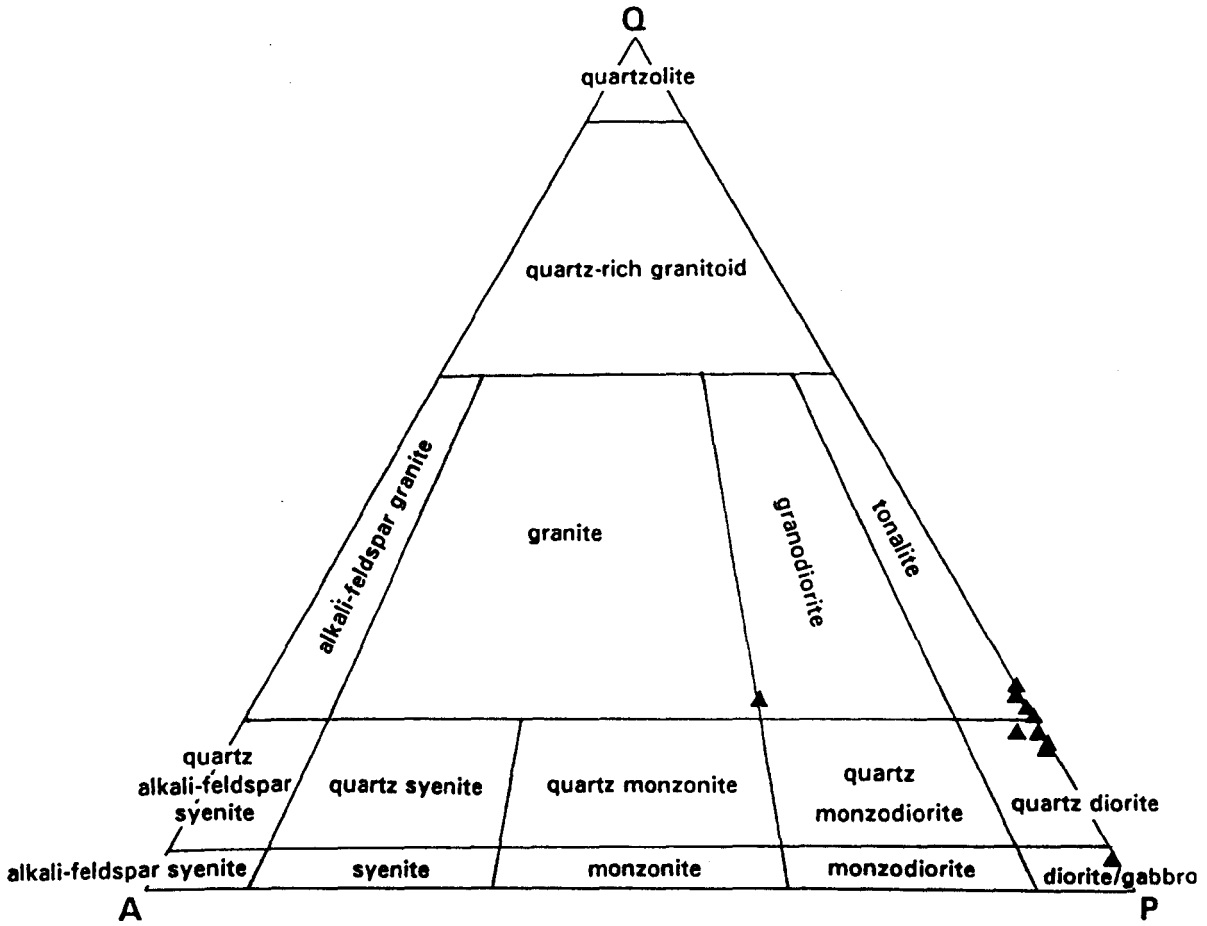 Q
quartzolite
quartz-rich granitoid
alkali-feldspar granite
granite
granodiorite
tonalite
quartz
alkali-feldspar
syenite
quartz syenite
quartz monzonite
quartz
monzodiorite
quartz diorite
alkali-feldspar syenite
syenite
monzonite
monzodiorite
diorite/gabbro
A
P